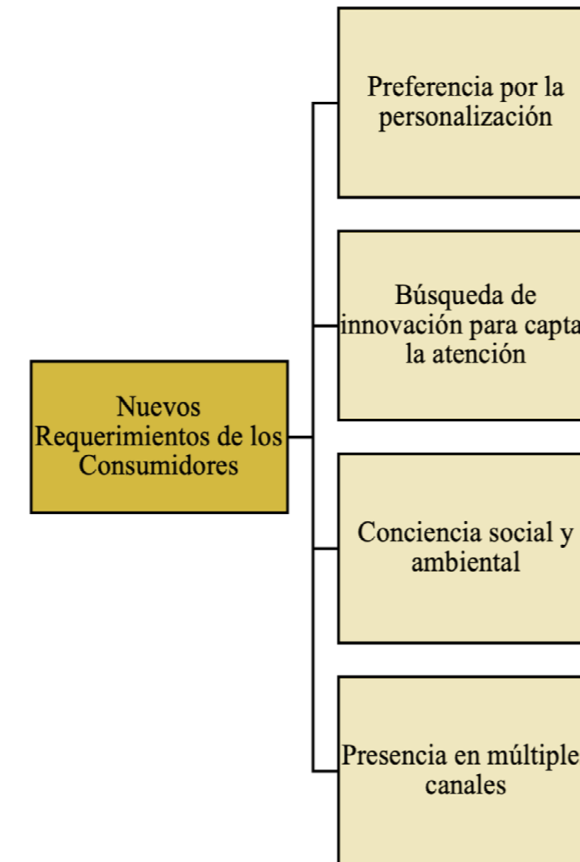 Preferencia por la
personalización
Búsqueda de
innovación para capta
la atención
Nuevos
Requerimientos de los
Consumidores
Conciencia social y
ambiental
Presencia en múltiple
canales